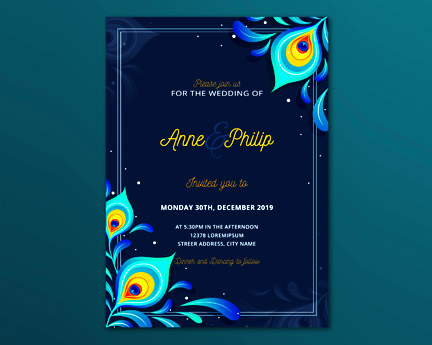 Please join us
FOR THE WEDDING OF
Anne & Philip
Invited you to
MONDAY 30TH, DECEMBER 2019
AT 5:30PM IN THE AFTERNOON
12378 LOREMIPSUM
STREER ADDRESS, CITY NAME
Dinner and Dancing to follow